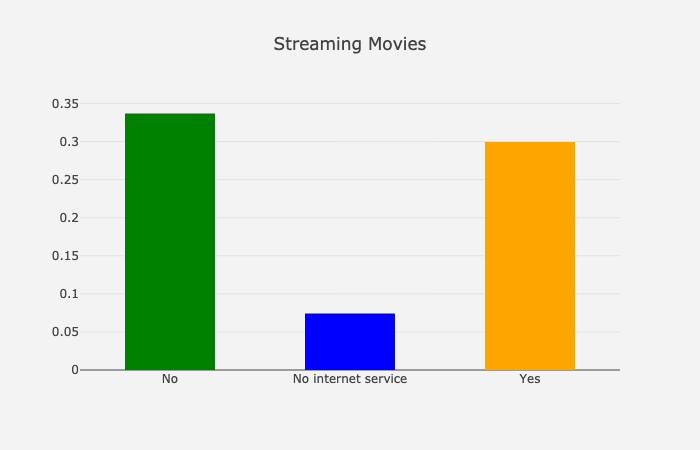 Streaming Movies
0.35
0.3
0.25
0.2
0.15
0.1
0.05
0
No
No internet service
Yes